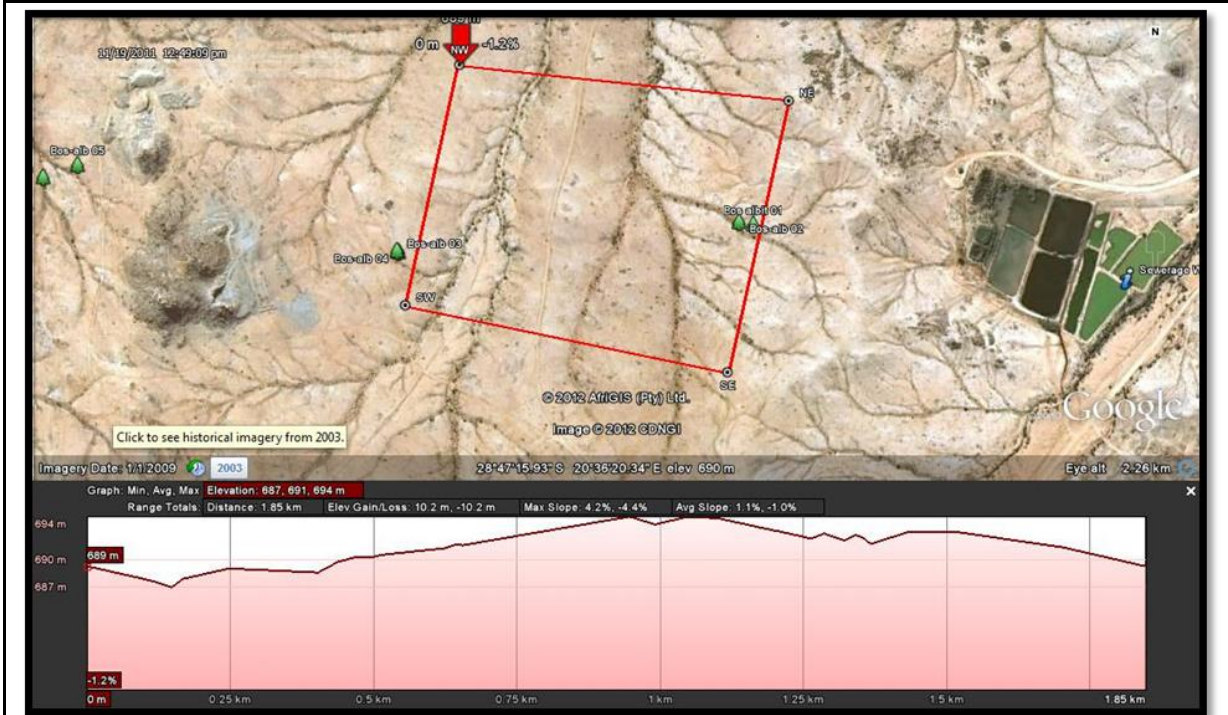 689 m
0 m -1.2%
NW
N
11/19/2011 12:49:09 pm
NE
Bos-alb 05
Bos albit 01
Bos-alb 02
Bos-alb 03
Bos-alb 04
Sewerage W
SW
SE
© 2012 AfriGIS (Pty) Ltd.
Image © 2012 CDNGI
Google
Click to see historical imagery from 2003.
Imagery Date: 1/1/2009 2003 28°47'15.93" S 20°36'20.34" E elev 690 m Eye alt 2.26 km
Graph: Min, Avg, Max Elevation: 687, 691, 694 m
Range Totals: Distance: 1.85 km Elev Gain/Loss: 10.2 m, -10.2 m Max Slope: 4.2%, -4.4% Avg Slope: 1.1%, -1.0%
694 m
690 m 689 m
687 m
-1.2%
0 m 0.25 km 0.5 km 0.75 km 1 km 1.25 km 1.5 km 1.85 km